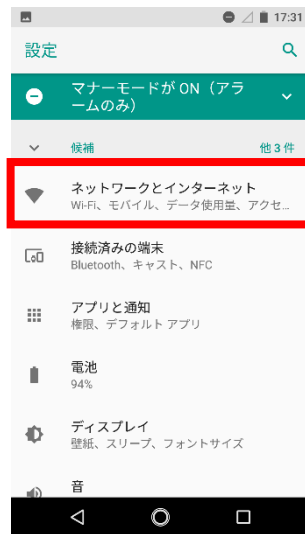 17:31
設定
マナーモードが ON（アラ
ームのみ）
候補
他 3 件
ネットワークとインターネット
Wi-Fi、モバイル、データ使用量、アクセ...
接続済みの端末
Bluetooth、キャスト、NFC
アプリと通知
権限、デフォルト アプリ
電池
94%
ディスプレイ
壁紙、スリープ、フォントサイズ
音